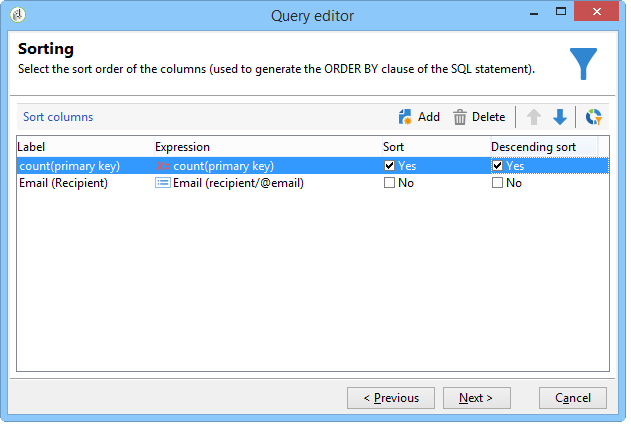 Query editor
Sorting
Select the sort order of the columns (used to generate the ORDER BY clause of the SQL statement).
Sort columns Add Delete
Label Expression Sort Descending sort
count(primary key) count(primary key) Yes Yes
Email (Recipient) Email (recipient/@email) No No
< Previous Next > Cancel